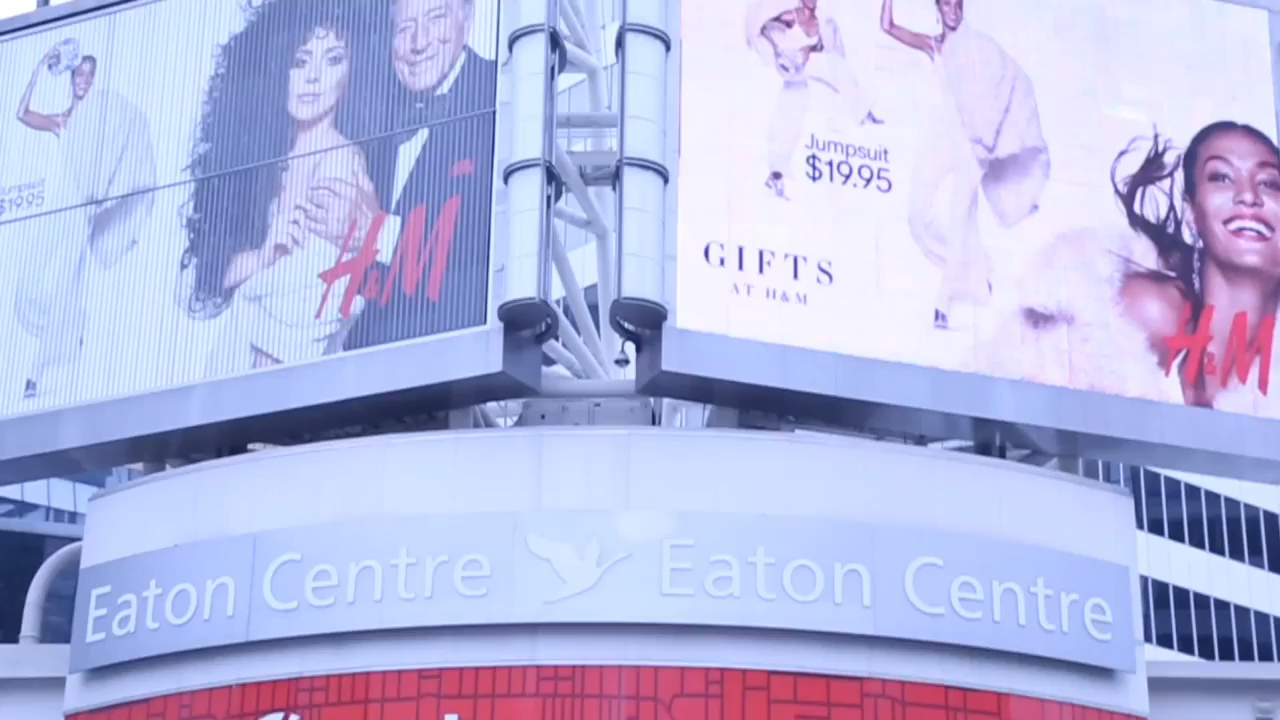 Jumpsuit
$19.95
H&M
Jumpsuit
$19.95
GIFTS
AT H&M
H&M
Eaton Centre Eaton Centre